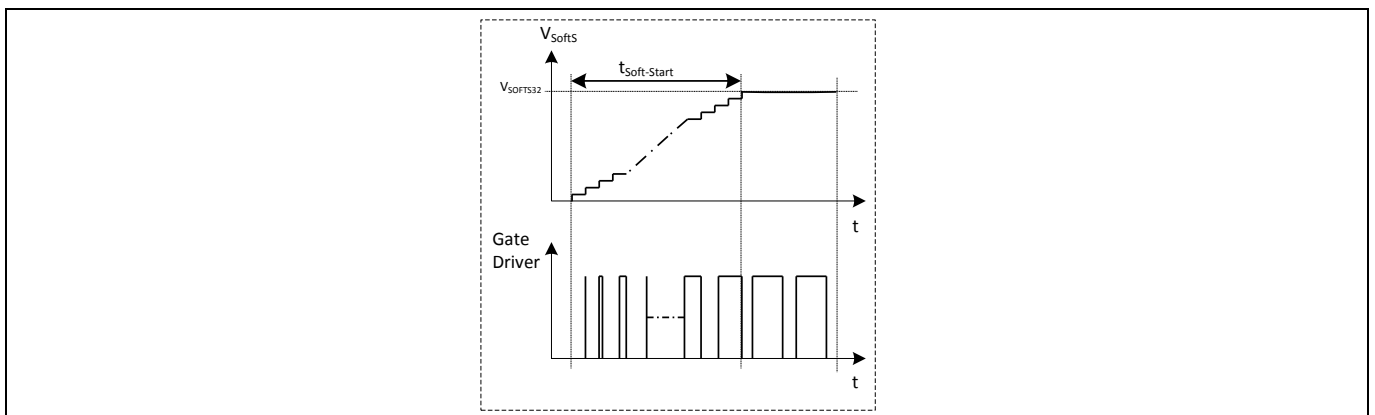 VSoftS
tSoft-Start
VSOFTS32
t
Gate
Driver
t